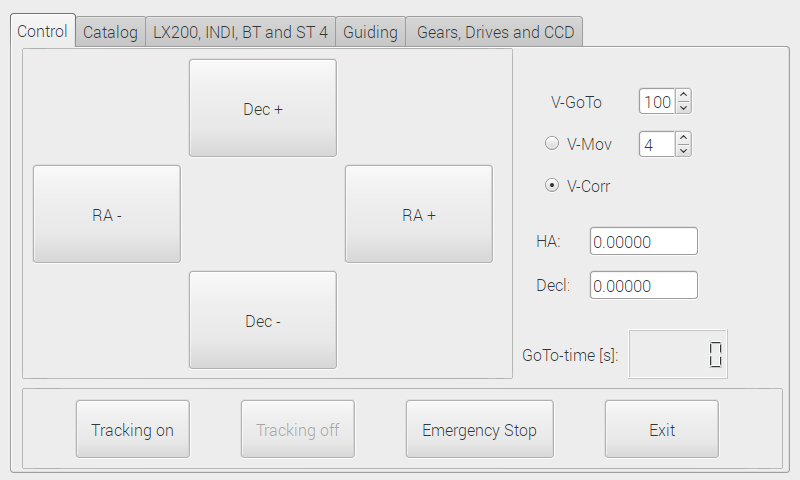 Control
Catalog
LX200, INDI, BT and ST 4
Guiding
Gears, Drives and CCD
Dec +
RA -
RA +
Dec -
V-GoTo
100
V-Mov
4
V-Corr
HA:
0.00000
Decl:
0.00000
GoTo-time [s]:
0
Tracking on
Tracking off
Emergency Stop
Exit